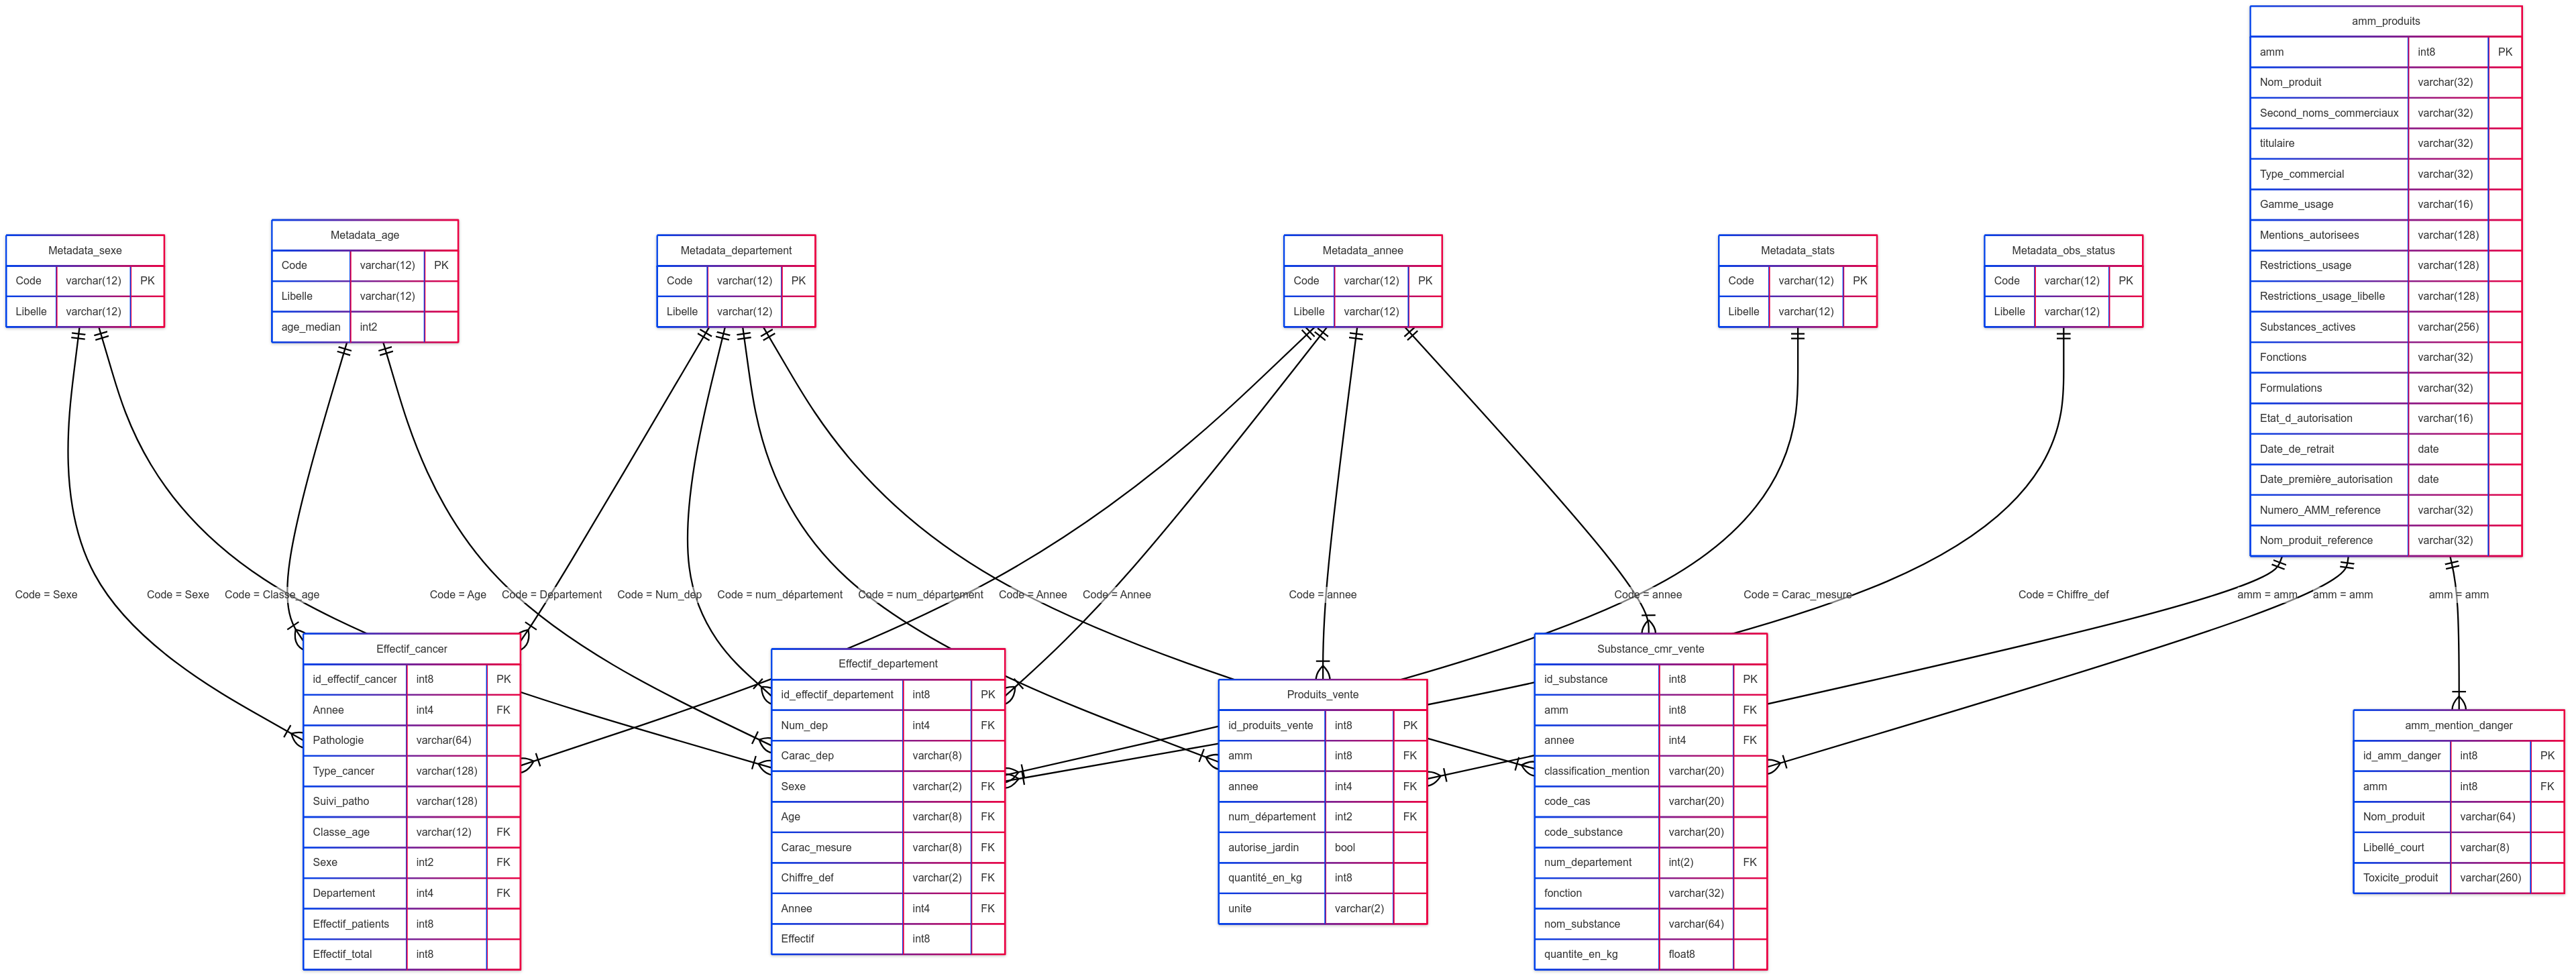 amm_produits
amm int8 PK
Nom_produit varchar(32)
Second_noms_commerciaux varchar(32)
titulaire varchar(32)
Type_commercial varchar(32)
Gamme_usage varchar(16)
Mentions_autorisees varchar(128)
Restrictions_usage varchar(128)
Restrictions_usage_libelle varchar(128)
Substances_actives varchar(256)
Fonctions varchar(32)
Formulations varchar(32)
Etat_d_autorisation varchar(16)
Date_de_retrait date
Date_première_autorisation date
Numero_AMM_reference varchar(32)
Nom_produit_reference varchar(32)
Metadata_sexe
Code varchar(12) PK
Libelle varchar(12)
Metadata_age
Code varchar(12) PK
Libelle varchar(12)
age_median int2
Metadata_departement
Code varchar(12) PK
Libelle varchar(12)
Metadata_annee
Code varchar(12) PK
Libelle varchar(12)
Metadata_stats
Code varchar(12) PK
Libelle varchar(12)
Metadata_obs_status
Code varchar(12) PK
Libelle varchar(12)
Code = Sexe
Code = Sexe
Code = Classe_age
Code = Age
Code = Departement
Code = Num_dep
Code = num_département
Code = num_département
Code = Annee
Code = Annee
Code = annee
Code = annee
Code = Carac_mesure
Code = Chiffre_def
amm = amm
amm = amm
amm = amm
Effectif_cancer
id_effectif_cancer int8 PK
Annee int4 FK
Pathologie varchar(64)
Type_cancer varchar(128)
Suivi_patho varchar(128)
Classe_age varchar(12) FK
Sexe int2 FK
Departement int4 FK
Effectif_patients int8
Effectif_total int8
Effectif_departement
id_effectif_departement int8 PK
Num_dep int4 FK
Carac_dep varchar(8)
Sexe varchar(2) FK
Age varchar(8) FK
Carac_mesure varchar(8) FK
Chiffre_def varchar(2) FK
Annee int4 FK
Effectif int8
Produits_vente
id_produits_vente int8 PK
amm int8 FK
annee int4 FK
num_département int2 FK
autorise_jardin bool
quantité_en_kg int8
unite varchar(2)
Substance_cmr_vente
id_substance int8 PK
amm int8 FK
annee int4 FK
classification_mention varchar(20)
code_cas varchar(20)
code_substance varchar(20)
num_departement int(2) FK
fonction varchar(32)
nom_substance varchar(64)
quantite_en_kg float8
amm_mention_danger
id_amm_danger int8 PK
amm int8 FK
Nom_produit varchar(64)
Libellé_court varchar(8)
Toxicite_produit varchar(260)